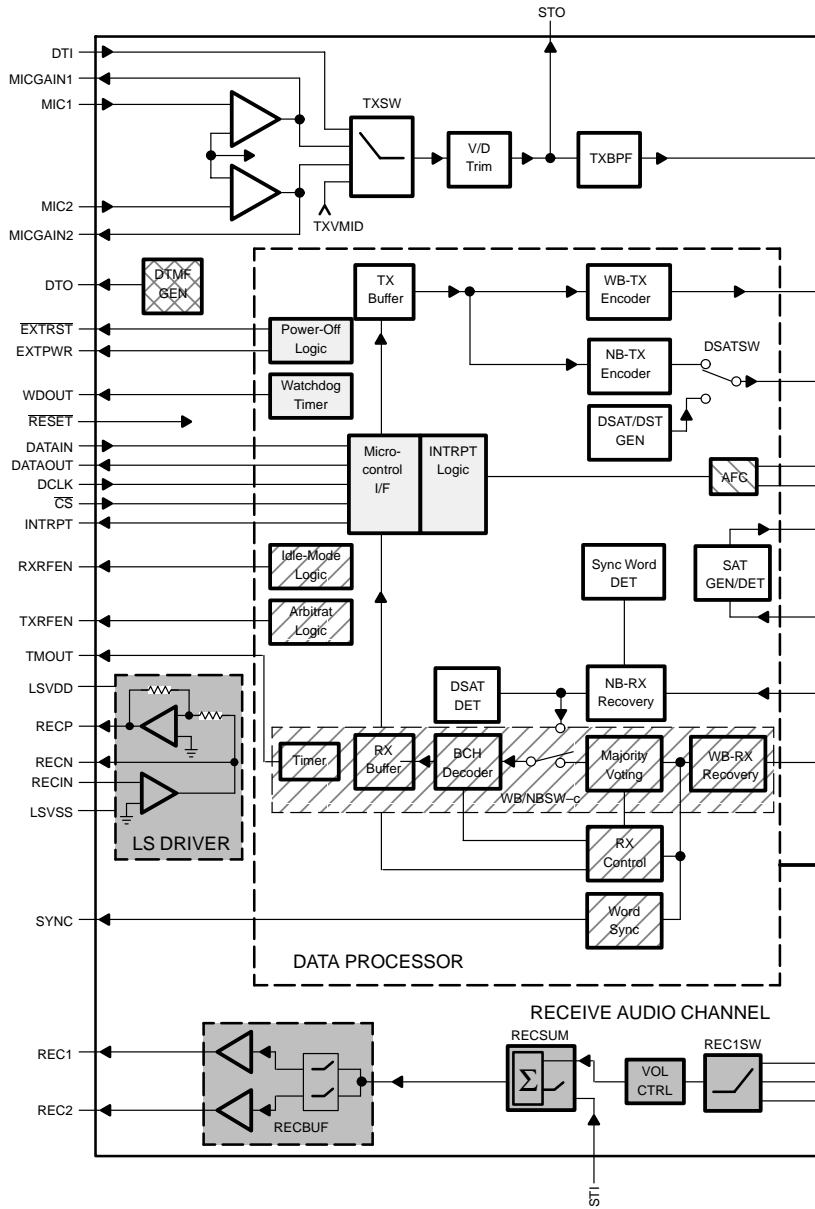 STO
DTI
MICGAIN1
MIC1
TXSW
V/D
Trim
TXBPF
MIC2
TXVMID
MICGAIN2
DTO
DTMF
GEN
TX
Buffer
WB-TX
Encoder
EXTRST
EXTPWR
Power-Off
Logic
NB-TX
Encoder
DSATSW
WDOUT
Watchdog
Timer
RESET
DSAT/DST
GEN
DATAIN
DATAOUT
DCLK
CS
INTRPT
Micro-
control
I/F
INTRPT
Logic
AFC
RXRFEN
Idle-Mode
Logic
Sync Word
DET
SAT
GEN/DET
TXRFEN
Arbitrat
Logic
TMOUT
LSVDD
RECP
RECN
RECIN
LSVSS
LS DRIVER
DSAT
DET
NB-RX
Recovery
Timer
RX
Buffer
BCH
Decoder
Majority
Voting
WB-RX
Recovery
WB/NBSW–c
RX
Control
SYNC
Word
Sync
DATA PROCESSOR
RECEIVE AUDIO CHANNEL
REC1
REC2
RECBUF
RECSUM
Σ
VOL
CTRL
REC1SW
STI